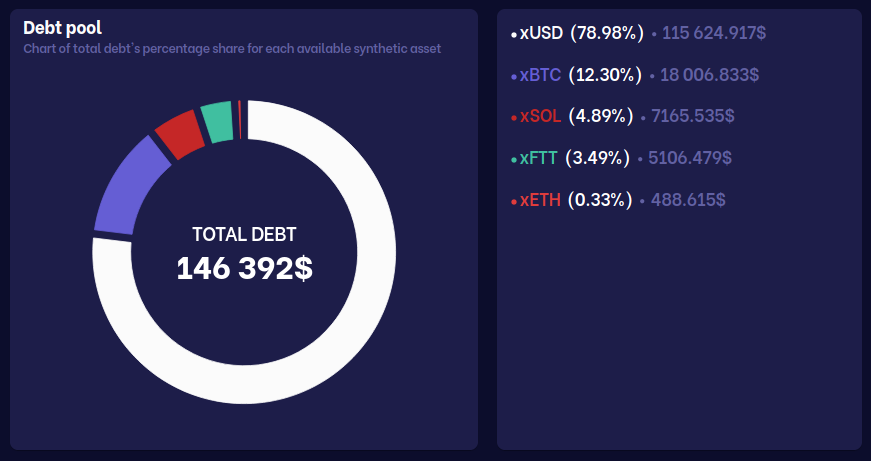 Debt pool
Chart of total debt's percentage share for each available synthetic asset
TOTAL DEBT
146 392$
xUSD (78.98%) • 115 624.917$
xBTC (12.30%) • 18 006.833$
xSOL (4.89%) • 7165.535$
xFTT (3.49%) • 5106.479$
xETH (0.33%) • 488.615$